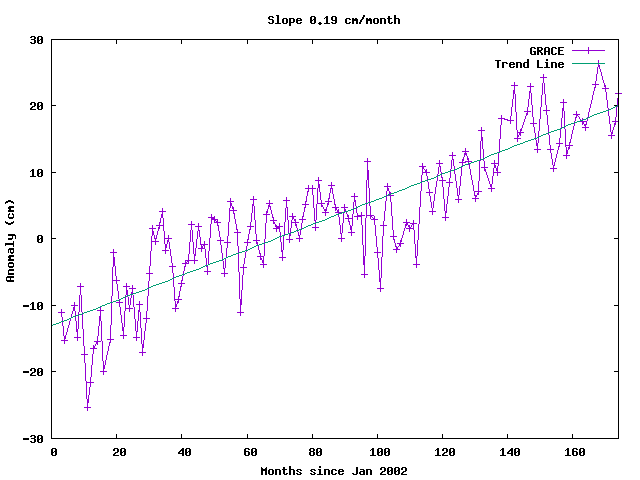 Slope 0.19 cm/month
GRACE
Trend Line
30
20
10
0
-10
-20
-30
Anomaly (cm)
0 20 40 60 80 100 120 140 160
Months since Jan 2002